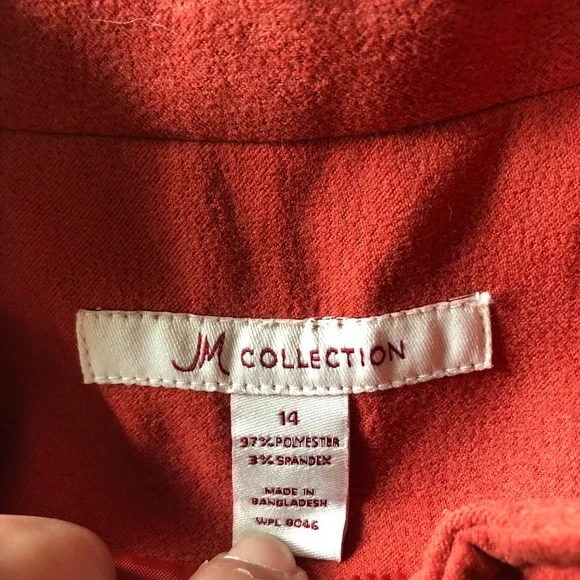 JM COLLECTION
14
97% POLYESTER
3% SPANDEX
MADE IN
BANGLADESH
WPL 8046